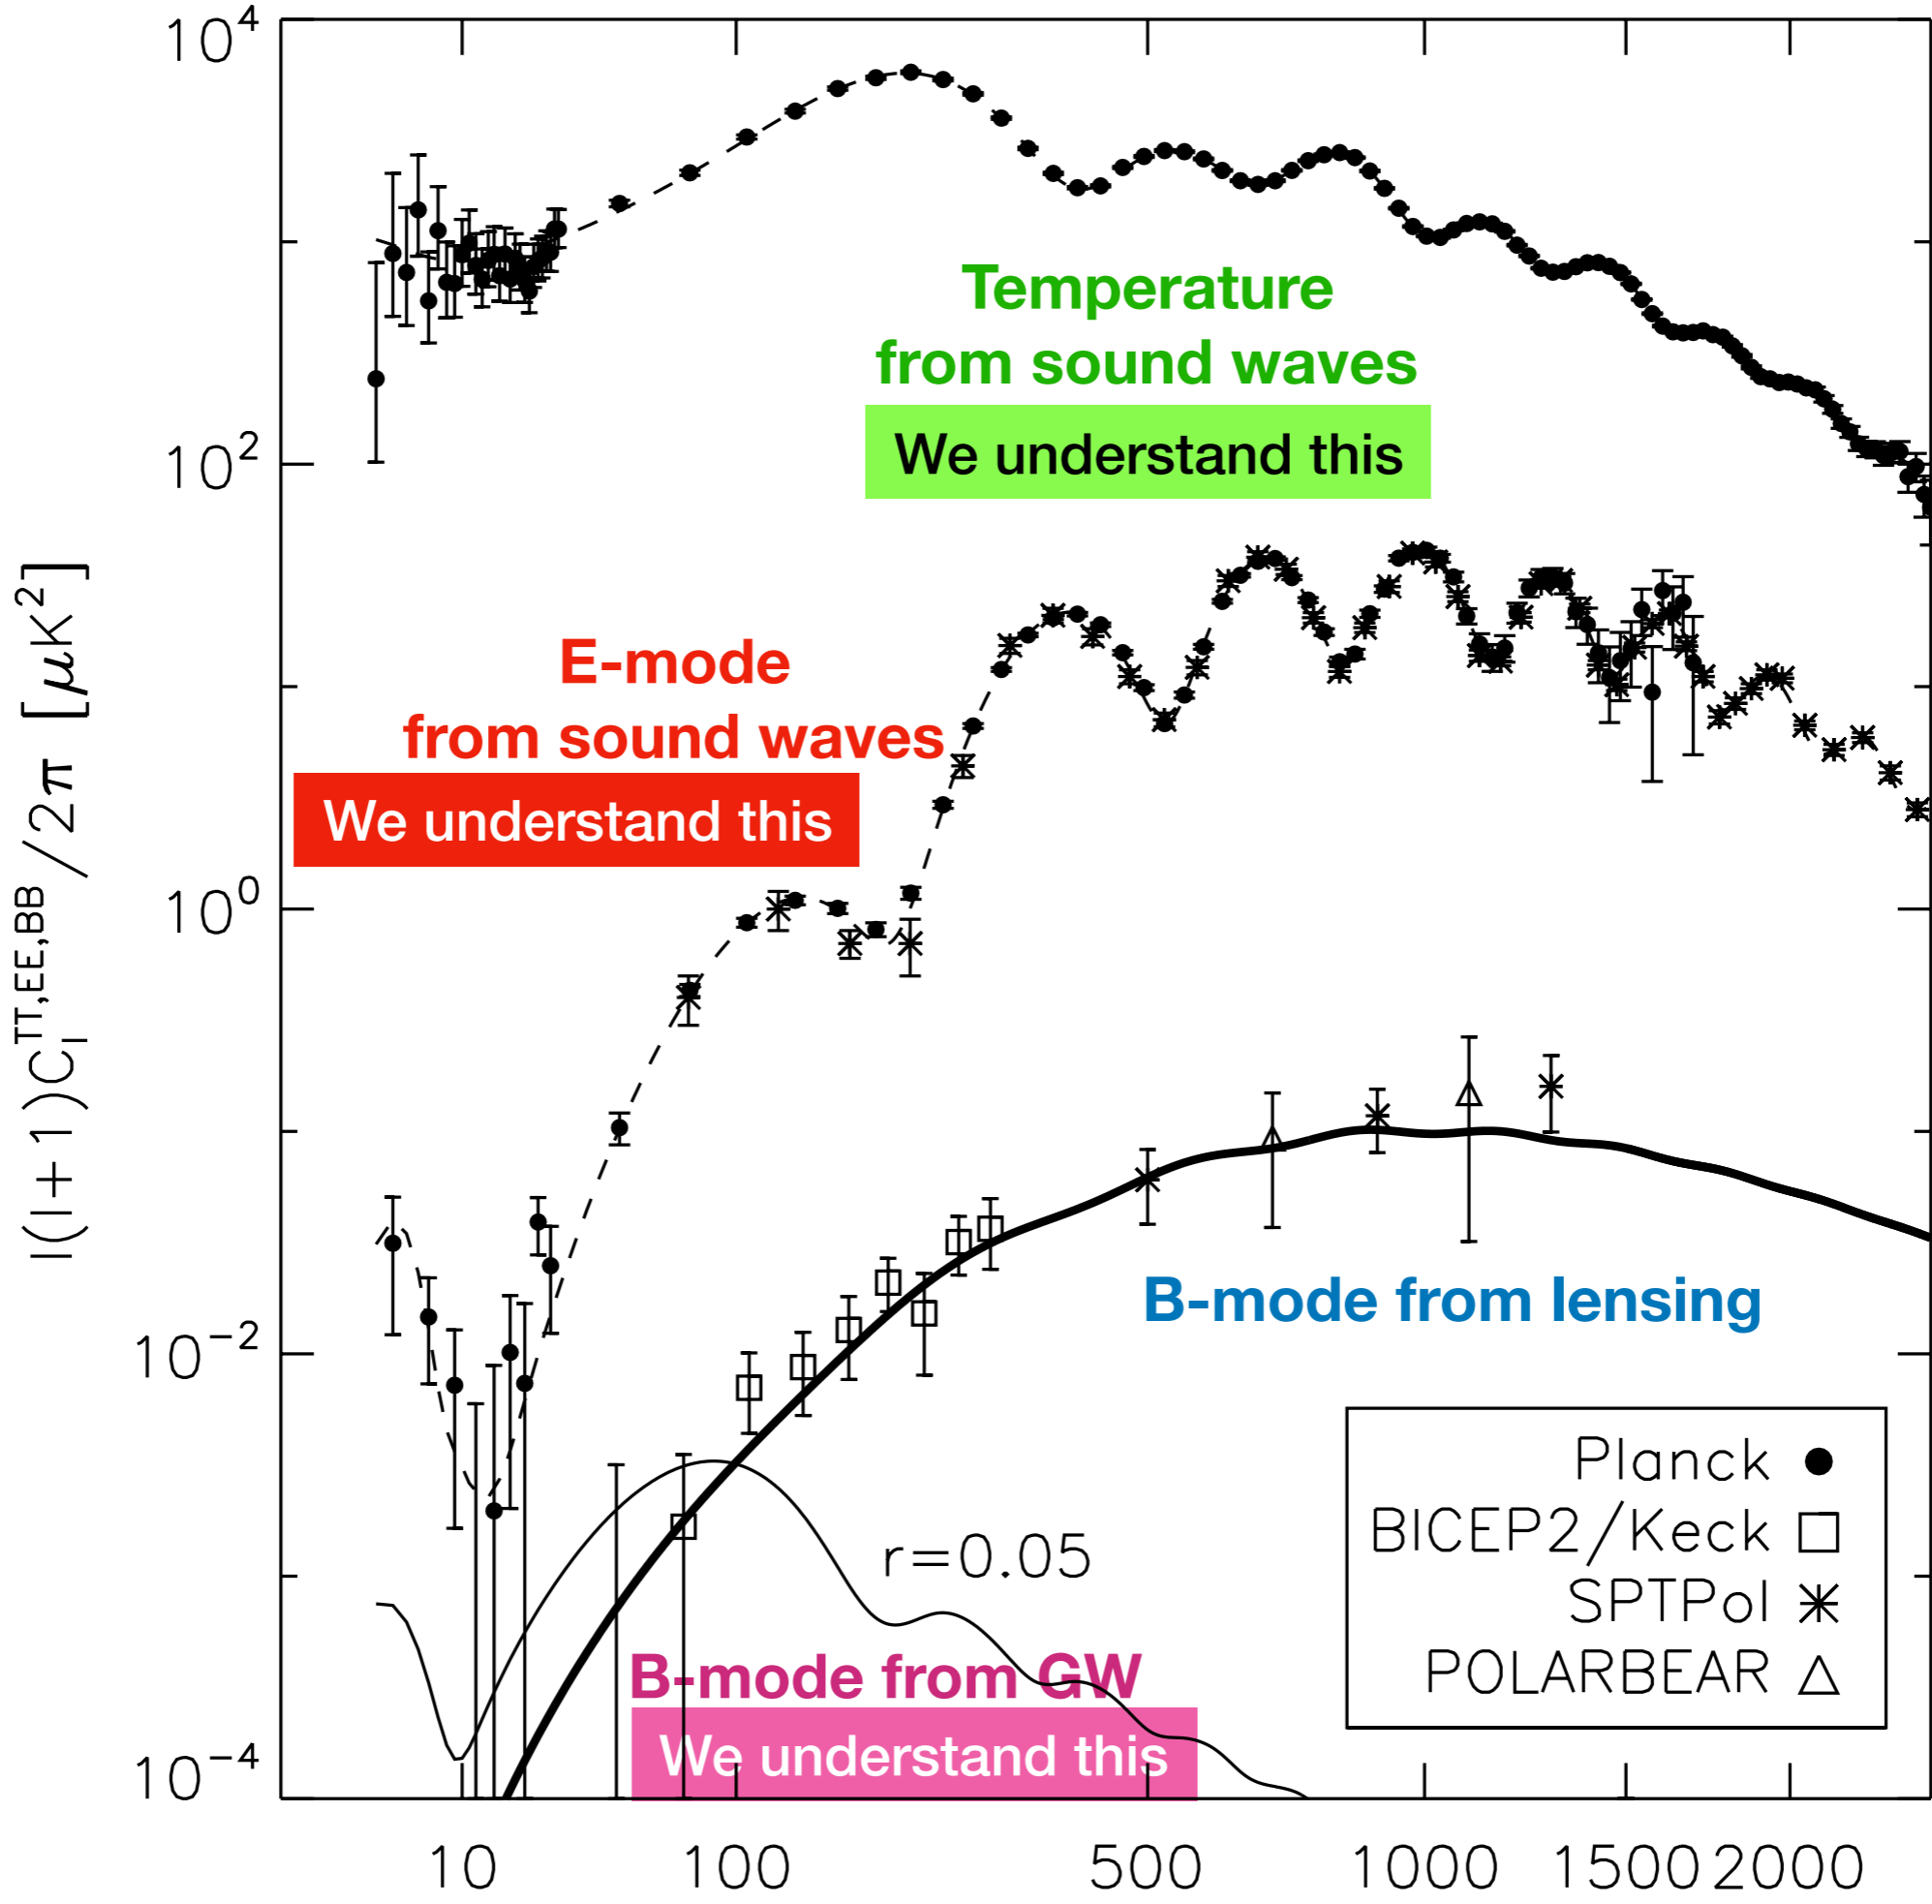 10^4
10^2
10^0
10^-2
10^-4
l(l+1)C_l^TT,EE,BB/2π [μK^2]
Temperature
from sound waves
We understand this
E-mode
from sound waves
We understand this
B-mode from lensing
r=0.05
B-mode from GW
We understand this
Planck
BICEP2/Keck
SPTPol
POLARBEAR
10 100 500 1000 1500 2000